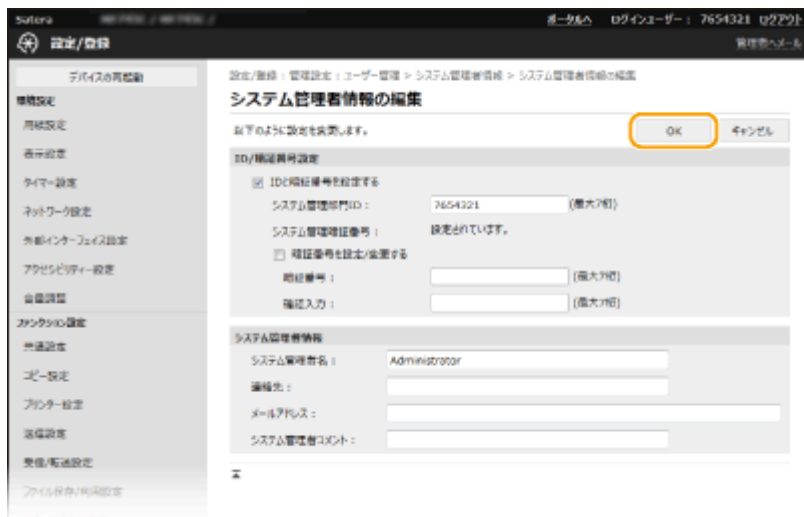 Satera
ポータルへ ログインユーザー： 7654321 ログアウト
設定/登録
管理者へメール
デバイスの再起動
設定/登録 : 管理設定 : ユーザー管理 > システム管理者情報 > システム管理者情報の編集
環境設定
システム管理者情報の編集
用紙設定
以下のように設定を変更します。
OK
キャンセル
表示設定
ID/暗証番号設定
タイマー設定
IDと暗証番号を設定する
システム管理部門ID： 7654321 (最大7桁)
ネットワーク設定
システム管理暗証番号： 設定されています。
外部インターフェイス設定
暗証番号を設定/変更する
アクセシビリティー設定
暗証番号： (最大7桁)
音量調整
確認入力： (最大7桁)
ファンクション設定
システム管理者情報
共通設定
システム管理者名： Administrator
コピー設定
連絡先：
プリンター設定
メールアドレス：
送信設定
システム管理者コメント：
受信/転送設定
ファイル保存/利用設定